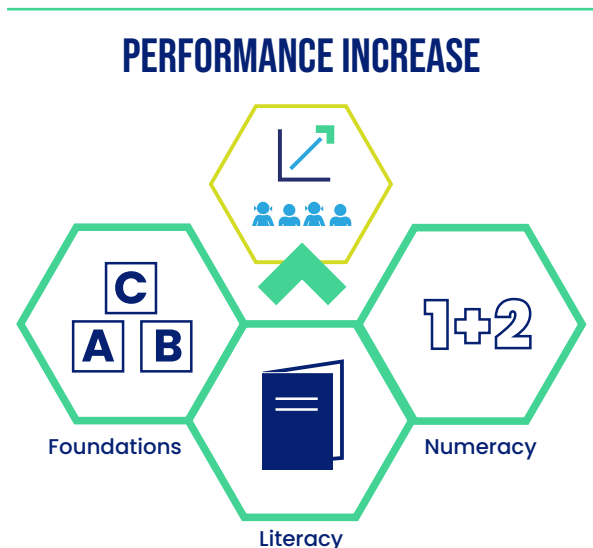 PERFORMANCE INCREASE
C
A B
1+2
Foundations
Numeracy
Literacy